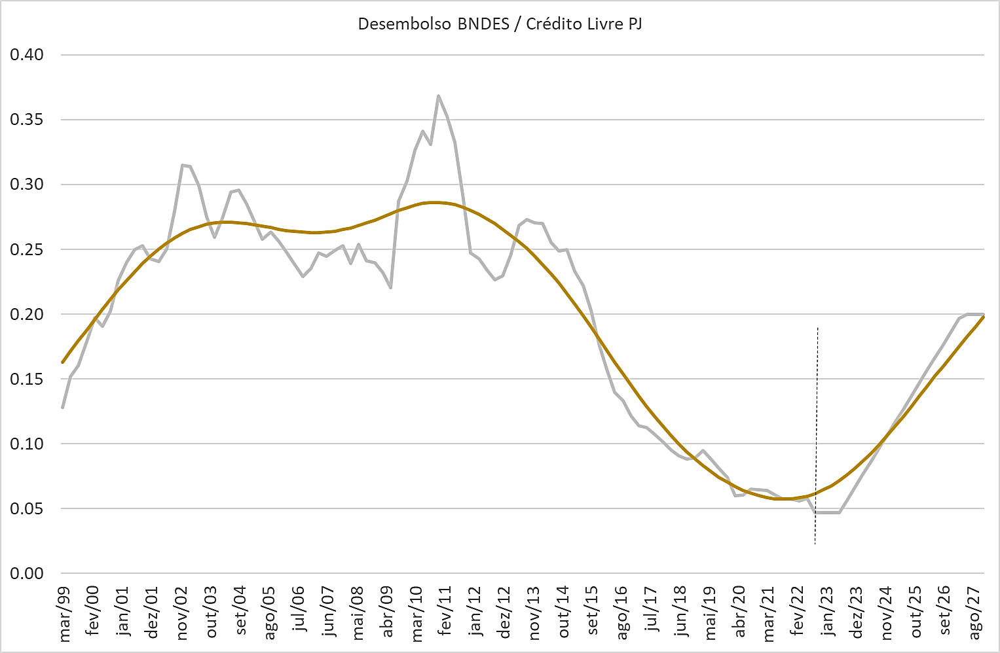 Desembolso BNDES / Crédito Livre PJ
0.40
0.35
0.30
0.25
0.20
0.15
0.10
0.05
0.00
mar/99
fev/00
jan/01
dez/01
nov/02
out/03
set/04
ago/05
jul/06
jun/07
mai/08
abr/09
mar/10
fev/11
jan/12
dez/12
nov/13
out/14
set/15
ago/16
jul/17
jun/18
mai/19
abr/20
mar/21
fev/22
jan/23
dez/23
nov/24
out/25
set/26
ago/27